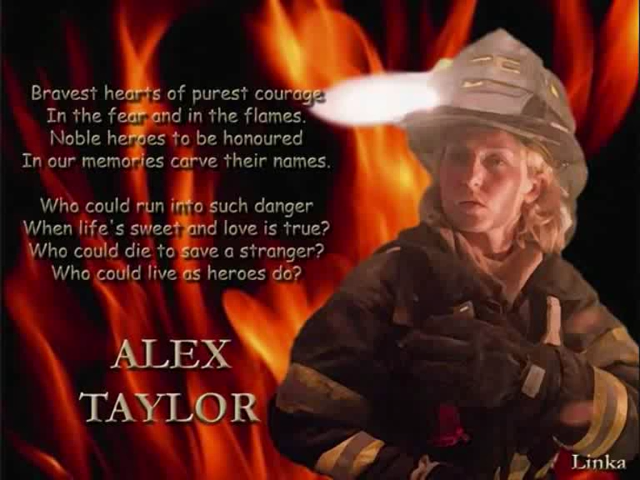 Bravest hearts of purest courage
In the fear and in the flames.
Noble heroes to be honoured
In our memories carve their names.
Who could run into such danger
When life's sweet and love is true?
Who could die to save a stranger?
Who could live as heroes do?
ALEX
TAYLOR
Linka